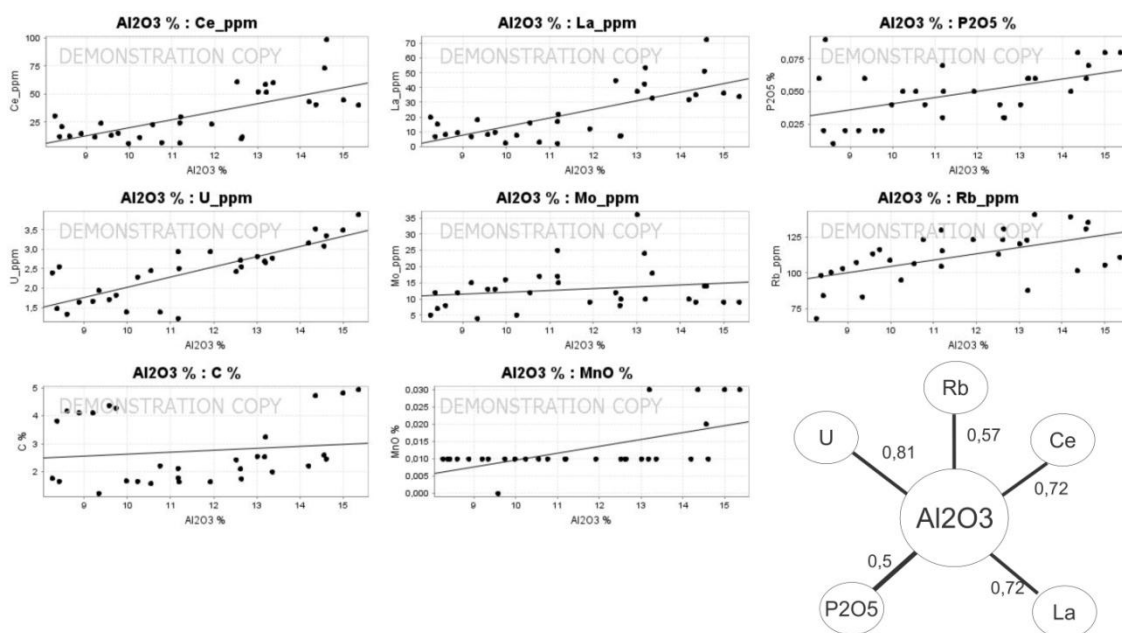 Al2O3 % : Ce_ppm
DEMONSTRATION COPY
Ce_ppm
100
75
50
25
9 10 11 12 13 14 15
Al2O3 %
Al2O3 % : La_ppm
DEMONSTRATION COPY
La_ppm
70
60
50
40
30
20
10
0
9 10 11 12 13 14 15
Al2O3 %
Al2O3 % : P2O5 %
DEMONSTRATION COPY
P2O5 %
0,075
0,050
0,025
9 10 11 12 13 14 15
Al2O3 %
Al2O3 % : U_ppm
DEMONSTRATION COPY
U_ppm
3,5
3,0
2,5
2,0
1,5
9 10 11 12 13 14 15
Al2O3 %
Al2O3 % : Mo_ppm
DEMONSTRATION COPY
Mo_ppm
35
30
25
20
15
10
5
9 10 11 12 13 14 15
Al2O3 %
Al2O3 % : Rb_ppm
DEMONSTRATION COPY
Rb_ppm
125
100
75
9 10 11 12 13 14 15
Al2O3 %
Al2O3 % : C %
DEMONSTRATION COPY
C %
5
4
3
2
9 10 11 12 13 14 15
Al2O3 %
Al2O3 % : MnO %
DEMONSTRATION COPY
MnO %
0,030
0,025
0,020
0,015
0,010
0,005
0,000
9 10 11 12 13 14 15
Al2O3 %
Rb
U
Ce
0,81
0,57
0,72
Al2O3
0,5
0,72
P2O5
La